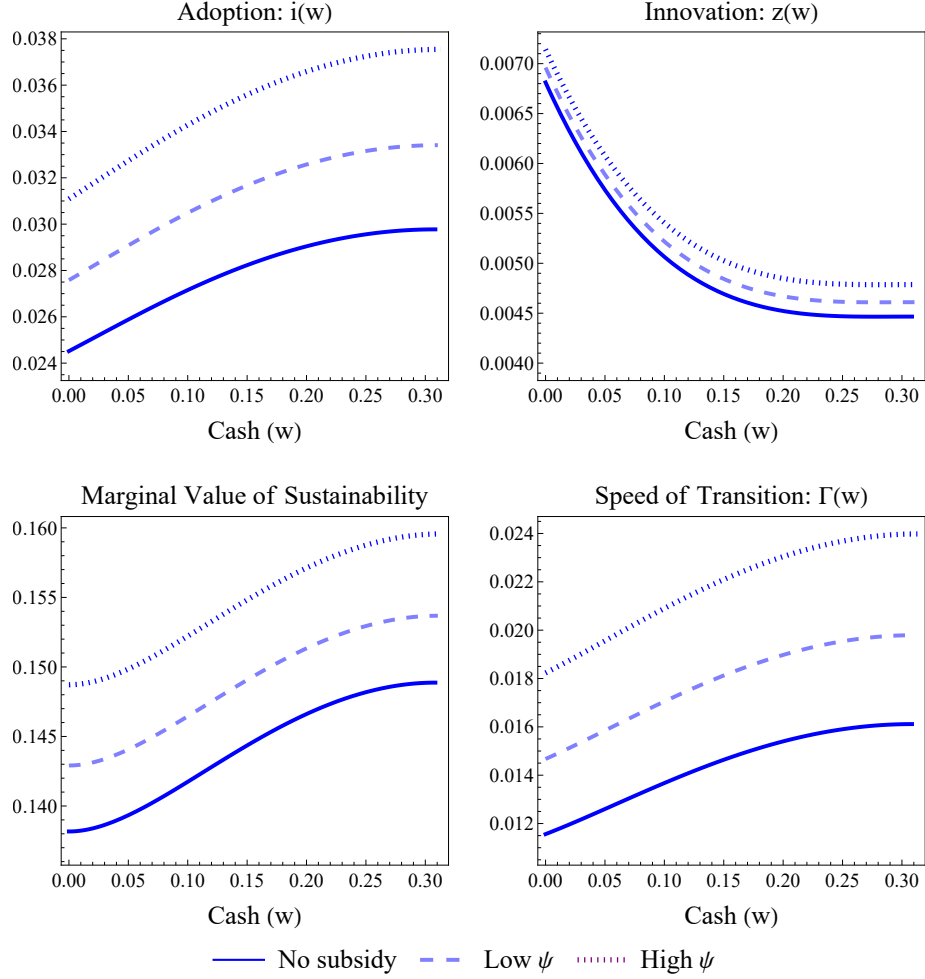 Adoption: i(w)
0.038
0.036
0.034
0.032
0.030
0.028
0.026
0.024
0.00 0.05 0.10 0.15 0.20 0.25 0.30
Cash (w)
Innovation: z(w)
0.0070
0.0065
0.0060
0.0055
0.0050
0.0045
0.0040
0.00 0.05 0.10 0.15 0.20 0.25 0.30
Cash (w)
Marginal Value of Sustainability
0.160
0.155
0.150
0.145
0.140
0.00 0.05 0.10 0.15 0.20 0.25 0.30
Cash (w)
Speed of Transition: Γ(w)
0.024
0.022
0.020
0.018
0.016
0.014
0.012
0.00 0.05 0.10 0.15 0.20 0.25 0.30
Cash (w)
No subsidy Low ψ High ψ